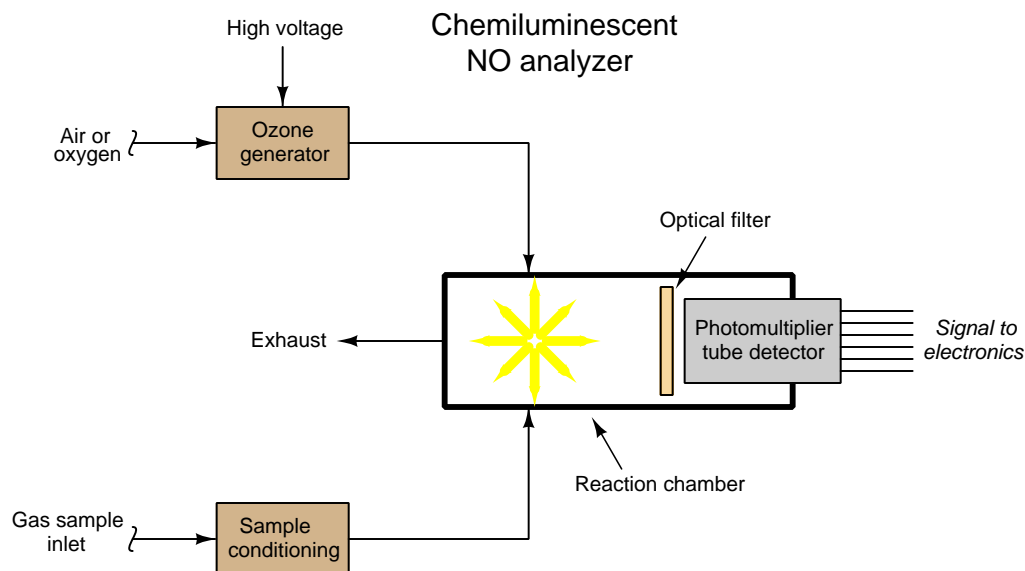 Chemiluminescent
NO analyzer
High voltage
Air or
oxygen
Ozone
generator
Optical filter
Exhaust
Photomultiplier
tube detector
Signal to
electronics
Reaction chamber
Gas sample
inlet
Sample
conditioning